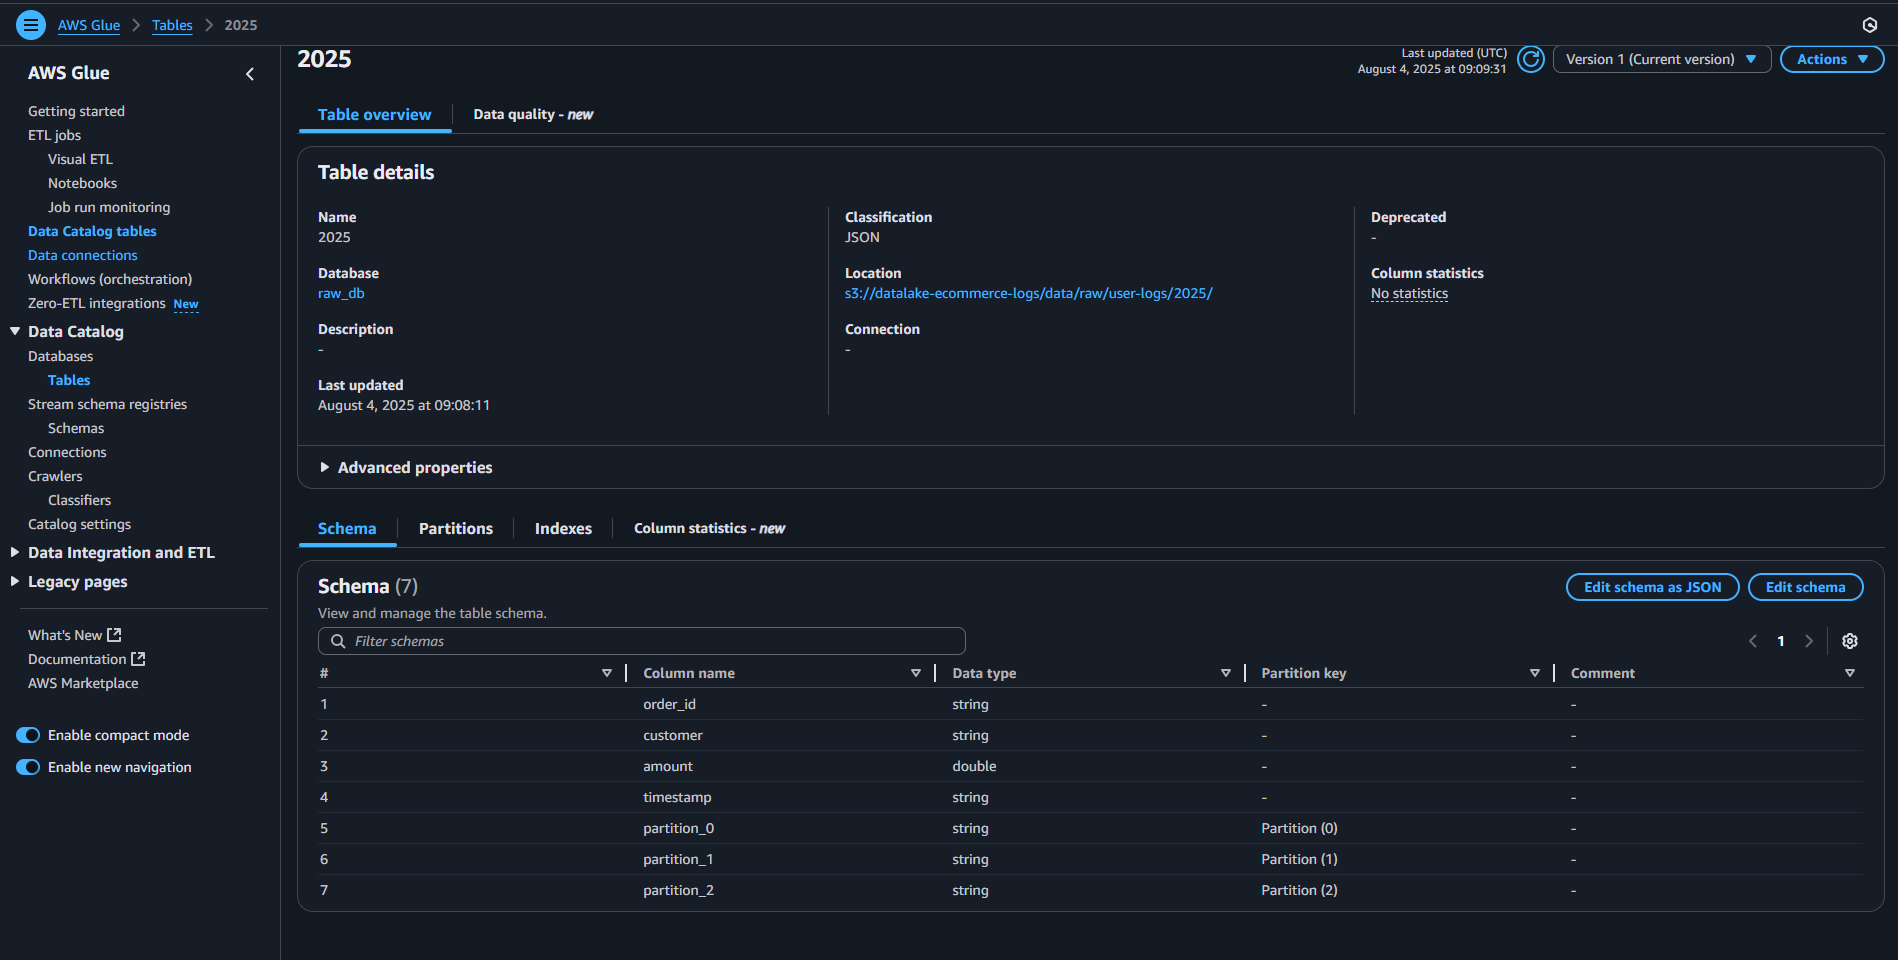 AWS Glue > Tables > 2025
AWS Glue
Getting started
ETL jobs
Visual ETL
Notebooks
Job run monitoring
Data Catalog tables
Data connections
Workflows (orchestration)
Zero-ETL integrations New
Data Catalog
Databases
Tables
Stream schema registries
Schemas
Connections
Crawlers
Classifiers
Catalog settings
Data Integration and ETL
Legacy pages
What's New
Documentation
AWS Marketplace
Enable compact mode
Enable new navigation
2025
Last updated (UTC)
August 4, 2025 at 09:09:31
Version 1 (Current version)
Actions
Table overview
Data quality - new
Table details
Name
2025
Database
raw_db
Description
-
Last updated
August 4, 2025 at 09:08:11
Classification
JSON
Location
s3://datalake-ecommerce-logs/data/raw/user-logs/2025/
Connection
-
Deprecated
-
Column statistics
No statistics
Advanced properties
Schema
Partitions
Indexes
Column statistics - new
Schema (7)
View and manage the table schema.
Edit schema as JSON
Edit schema
Filter schemas
1
# Column name Data type Partition key Comment
1 order_id string - -
2 customer string - -
3 amount double - -
4 timestamp string - -
5 partition_0 string Partition (0) -
6 partition_1 string Partition (1) -
7 partition_2 string Partition (2) -